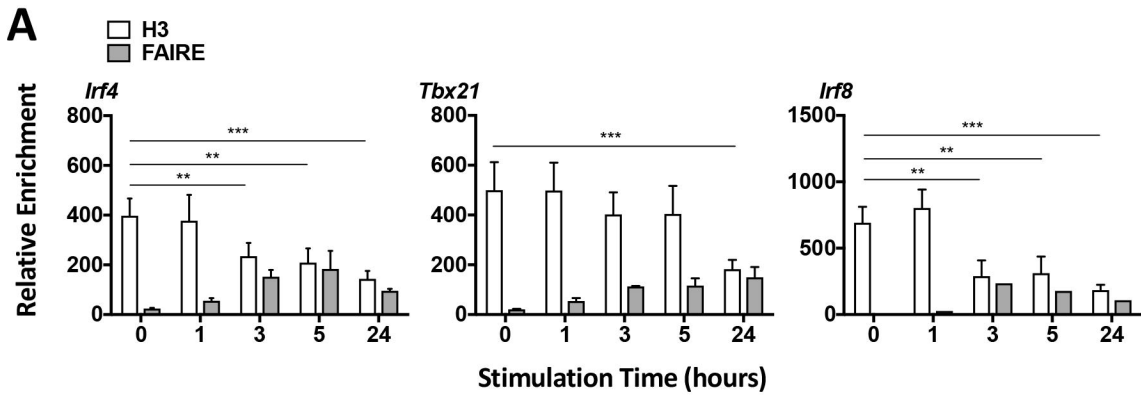 A
H3
FAIRE
Relative Enrichment
Irf4
800
600
400
200
0
***
**
**
0 1 3 5 24
Tbx21
800
600
400
200
0
***
0 1 3 5 24
Irf8
1500
1000
500
0
***
**
**
0 1 3 5 24
Stimulation Time (hours)